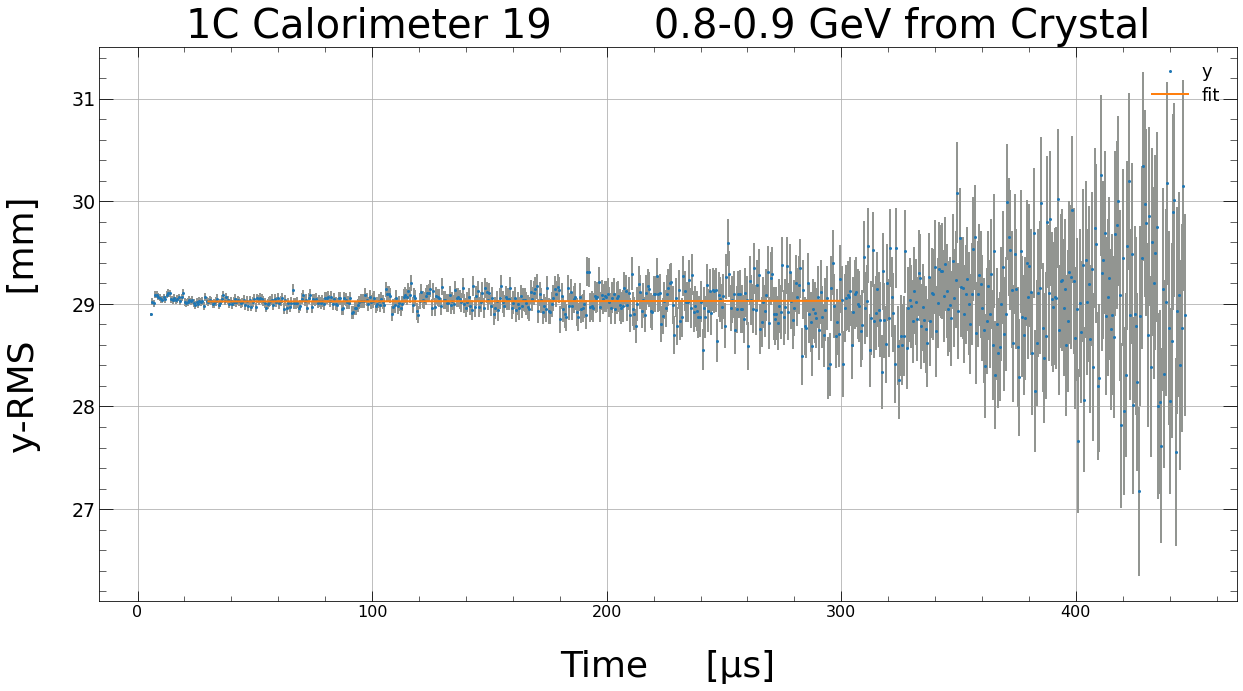 1C Calorimeter 19 0.8-0.9 GeV from Crystal
y
fit
31
30
29
28
27
y-RMS [mm]
0 100 200 300 400
Time [μs]